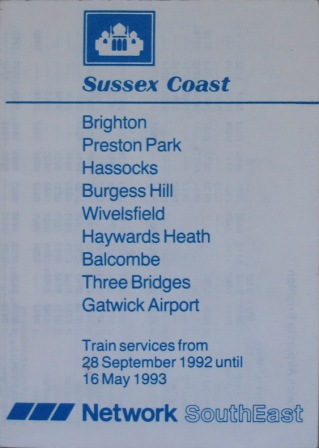 Sussex Coast
Brighton
Preston Park
Hassocks
Burgess Hill
Wivelsfield
Haywards Heath
Balcombe
Three Bridges
Gatwick Airport
Train services from
28 September 1992 until
16 May 1993
Network SouthEast